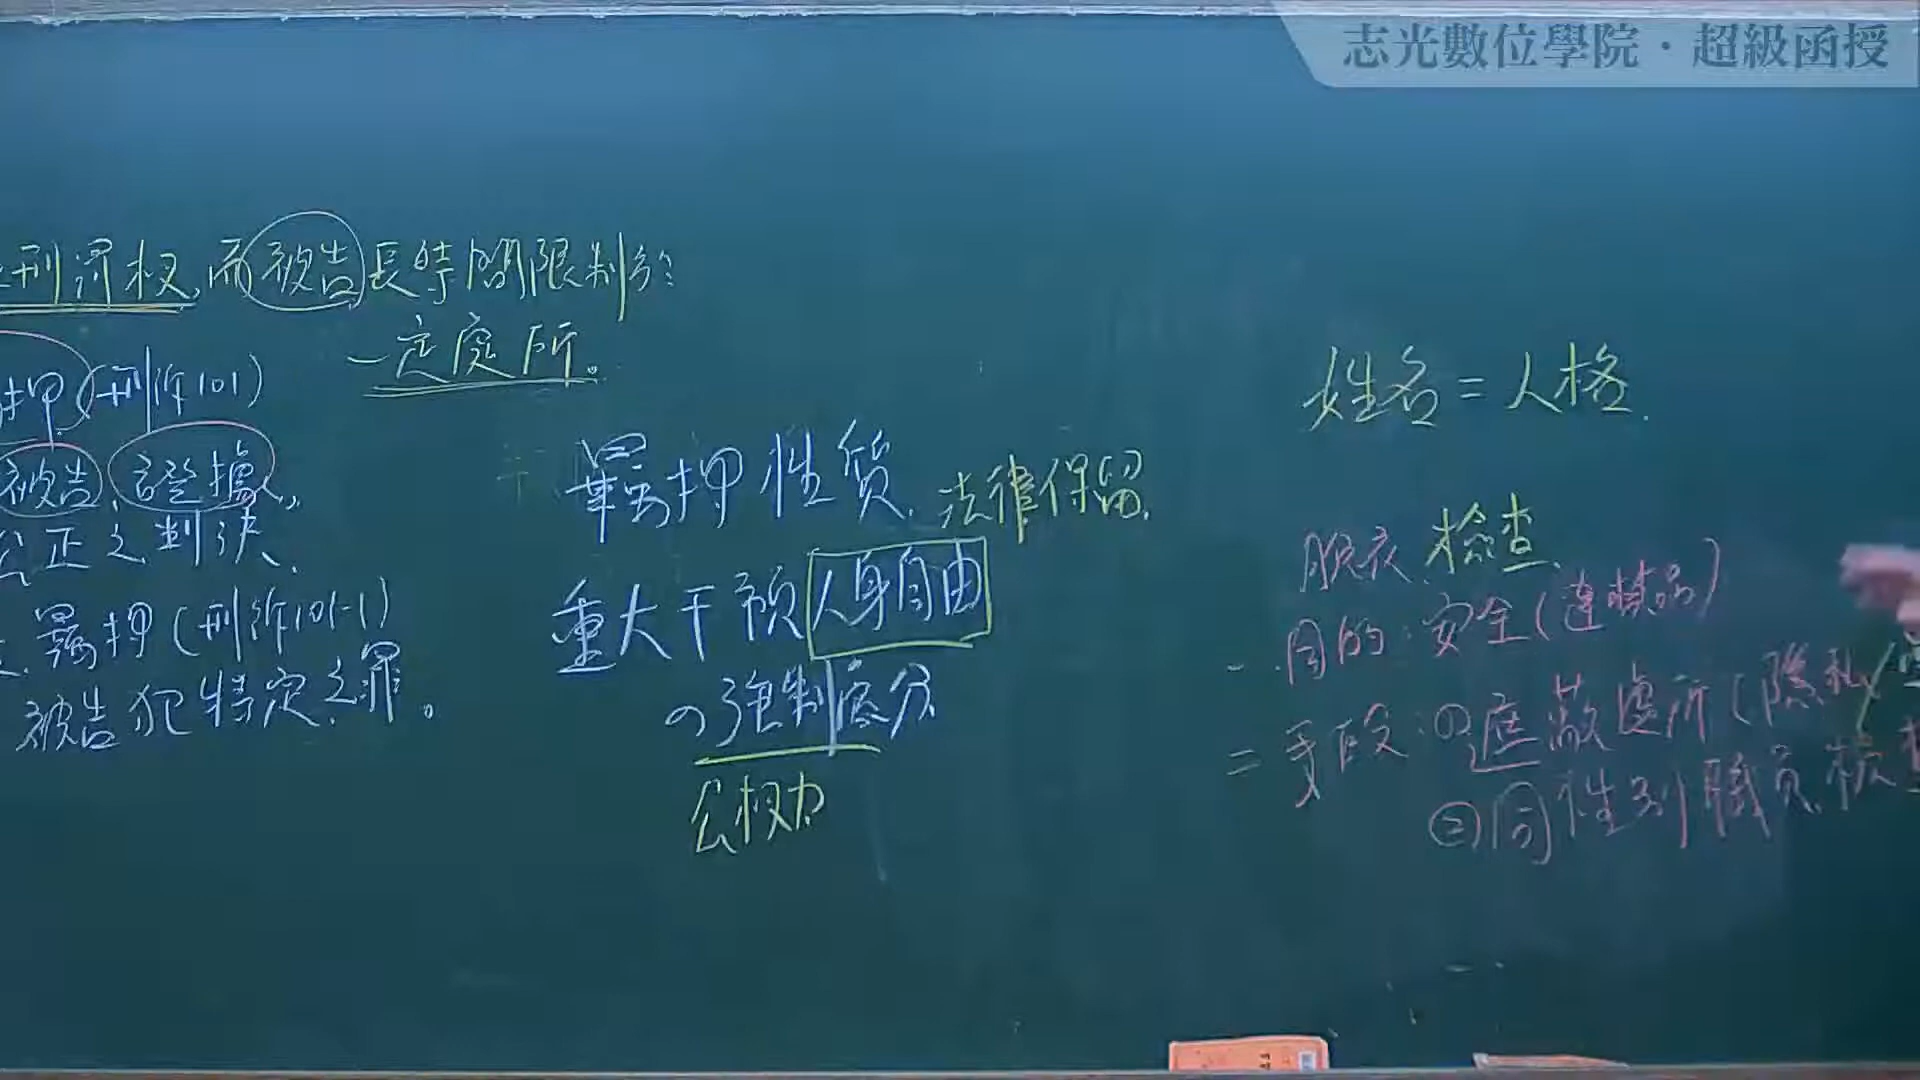 志光數位學院・超級函授
刑罰权,而被告長時間限制於
一定處所。
押(刑訴101)
被告、證據,
公正之判決、
羈押(刑訴101-1)
被告犯特定之罪。
羈押性质.法律保留.
重大干預人身自由
の強制處分
公权力
姓名=人格.
脫衣檢查.
一.目的:安全(違禁品)
二手段:①遮蔽處所(隱私/
②同性別職員檢查